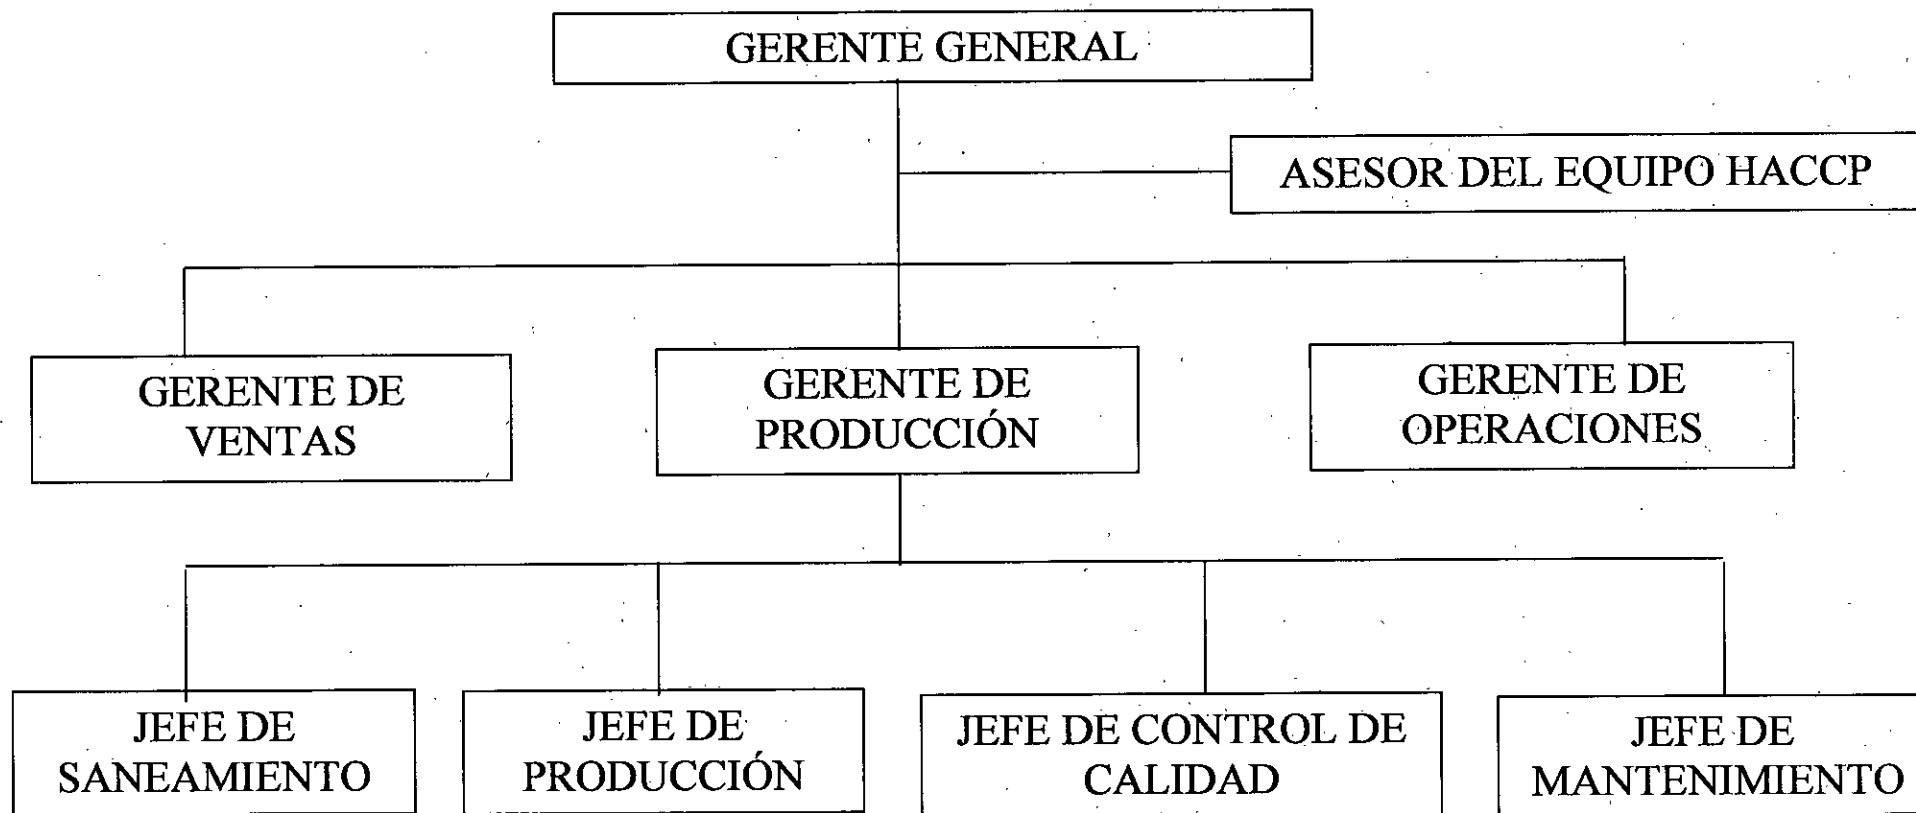 GERENTE GENERAL
ASESOR DEL EQUIPO HACCP
GERENTE DE
VENTAS
GERENTE DE
PRODUCCIÓN
GERENTE DE
OPERACIONES
JEFE DE
SANEAMIENTO
JEFE DE
PRODUCCIÓN
JEFE DE CONTROL DE
CALIDAD
JEFE DE
MANTENIMIENTO